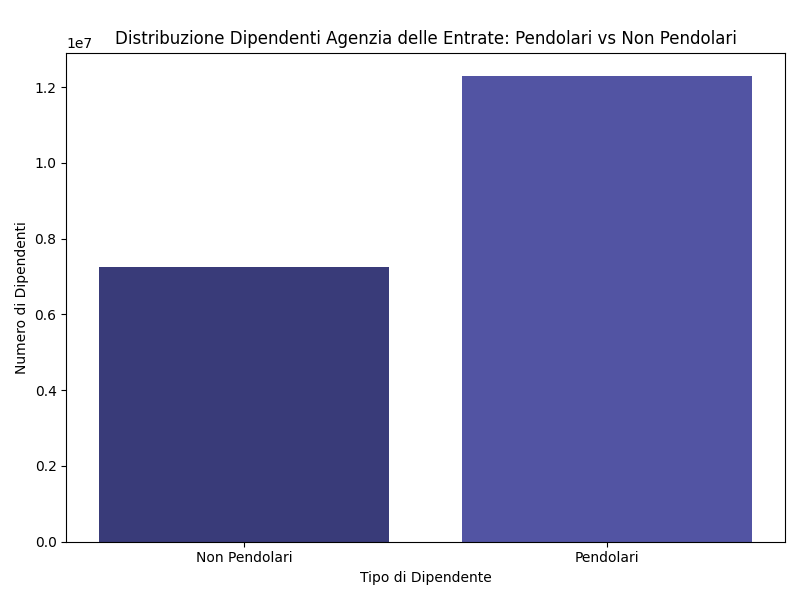 Distribuzione Dipendenti Agenzia delle Entrate: Pendolari vs Non Pendolari
1e7
1.2
1.0
0.8
0.6
0.4
0.2
0.0
Numero di Dipendenti
Non Pendolari
Pendolari
Tipo di Dipendente